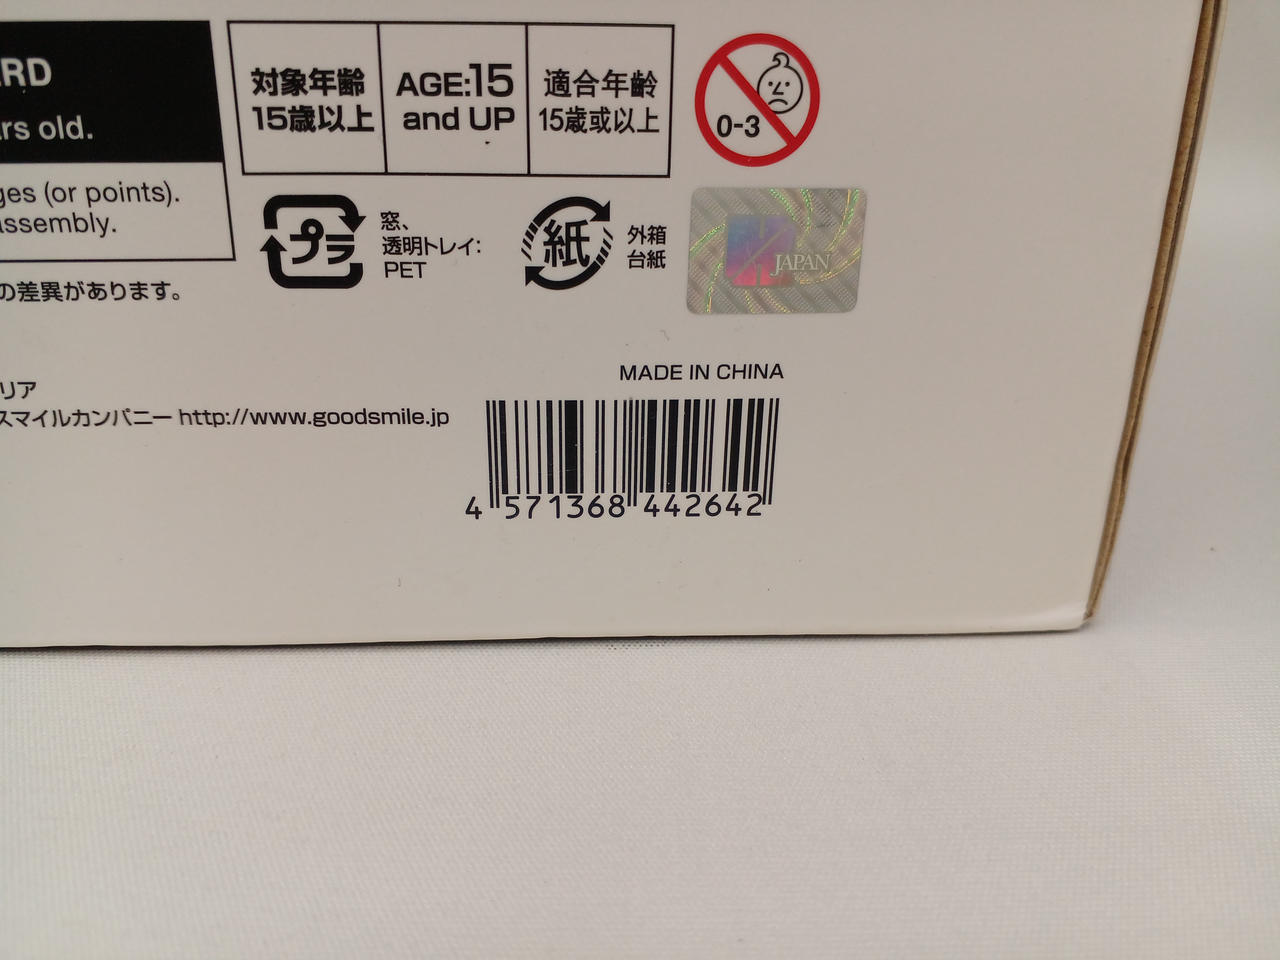 RD
rs old.
ges (or points).
assembly.
の差異があります。
対象年齢
15歳以上
AGE:15
and UP
適合年齡
15歳或以上
0-3
プラ
窓、
透明トレイ:
PET
紙
外箱
台紙
JAPAN
リア
スマイルカンパニー http://www.goodsmile.jp
MADE IN CHINA
4 571368 442642